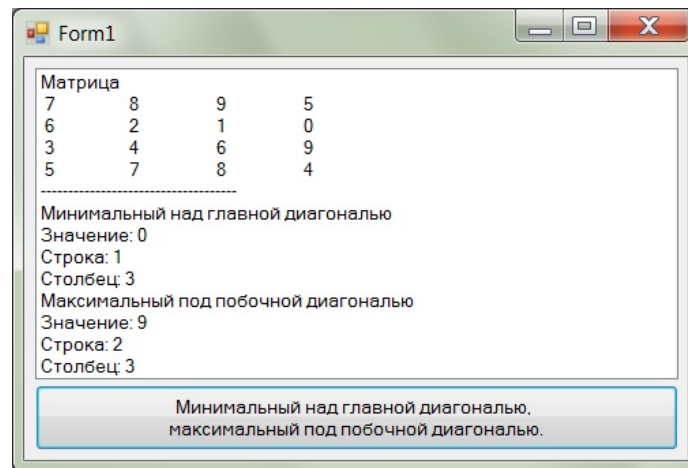 Form1
Матрица
7 8 9 5
6 2 1 0
3 4 6 9
5 7 8 4
------------------------------------
Минимальный над главной диагональю
Значение: 0
Строка: 1
Столбец: 3
Максимальный под побочной диагональю
Значение: 9
Строка: 2
Столбец: 3
Минимальный над главной диагональю,
максимальный под побочной диагональю.